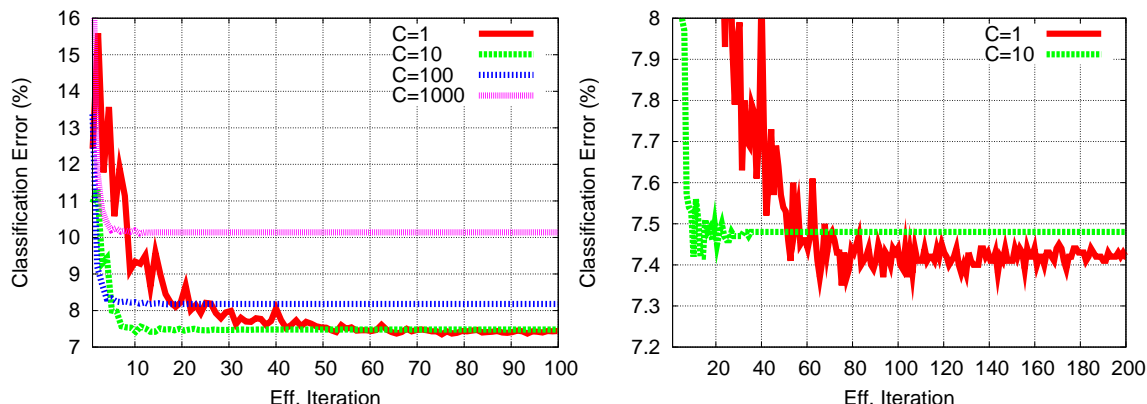 Classification Error (%)
16
15
14
13
12
11
10
9
8
7
C=1
C=10
C=100
C=1000
10 20 30 40 50 60 70 80 90 100
Eff. Iteration
Classification Error (%)
8
7.9
7.8
7.7
7.6
7.5
7.4
7.3
7.2
C=1
C=10
20 40 60 80 100 120 140 160 180 200
Eff. Iteration